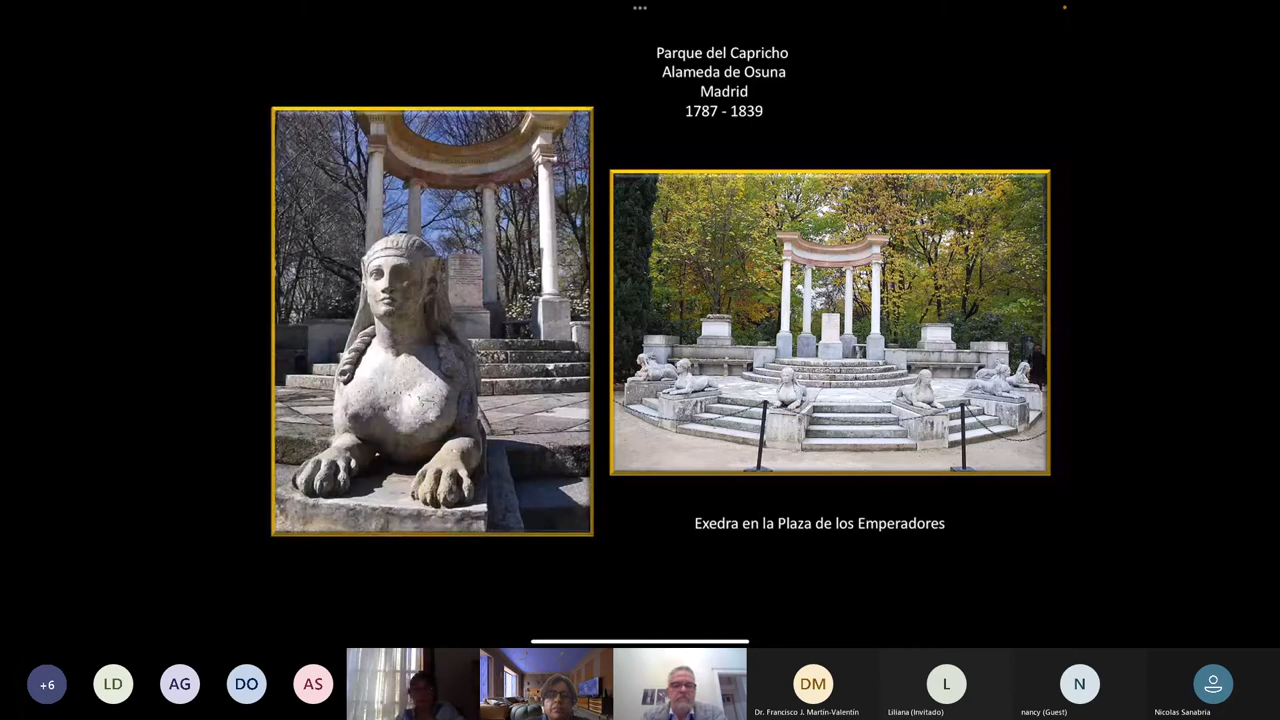 Parque del Capricho
Alameda de Osuna
Madrid
1787 - 1839
Exedra en la Plaza de los Emperadores
+6
LD
AG
DO
AS
DM
L
N
Dr. Francisco J. Martín-Valentín
Liliana (Invitado)
nancy (Guest)
Nicolas Sanabria